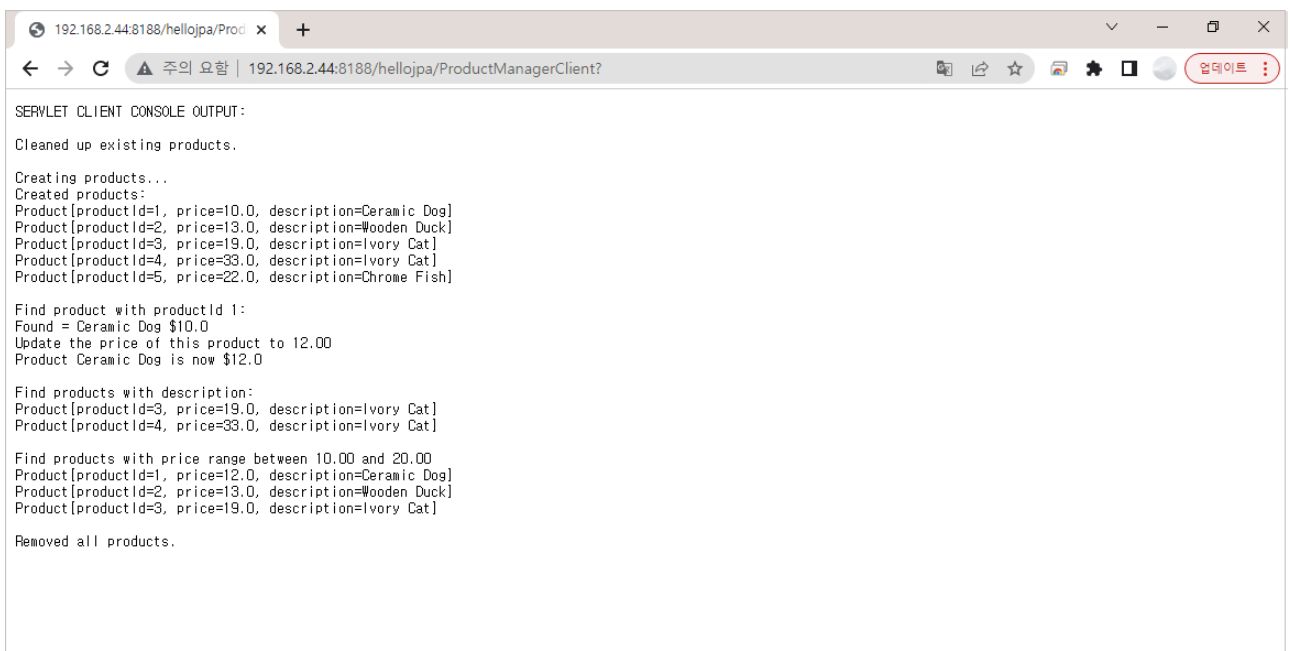 192.168.2.44:8188/hellojpa/Prod
주의 요함 | 192.168.2.44:8188/hellojpa/ProductManagerClient?
업데이트
SERVLET CLIENT CONSOLE OUTPUT:
Cleaned up existing products.
Creating products...
Created products:
Product[productId=1, price=10.0, description=Ceramic Dog]
Product[productId=2, price=13.0, description=Wooden Duck]
Product[productId=3, price=19.0, description=Ivory Cat]
Product[productId=4, price=33.0, description=Ivory Cat]
Product[productId=5, price=22.0, description=Chrome Fish]
Find product with productId 1:
Found = Ceramic Dog $10.0
Update the price of this product to 12.00
Product Ceramic Dog is now $12.0
Find products with description:
Product[productId=3, price=19.0, description=Ivory Cat]
Product[productId=4, price=33.0, description=Ivory Cat]
Find products with price range between 10.00 and 20.00
Product[productId=1, price=12.0, description=Ceramic Dog]
Product[productId=2, price=13.0, description=Wooden Duck]
Product[productId=3, price=19.0, description=Ivory Cat]
Removed all products.